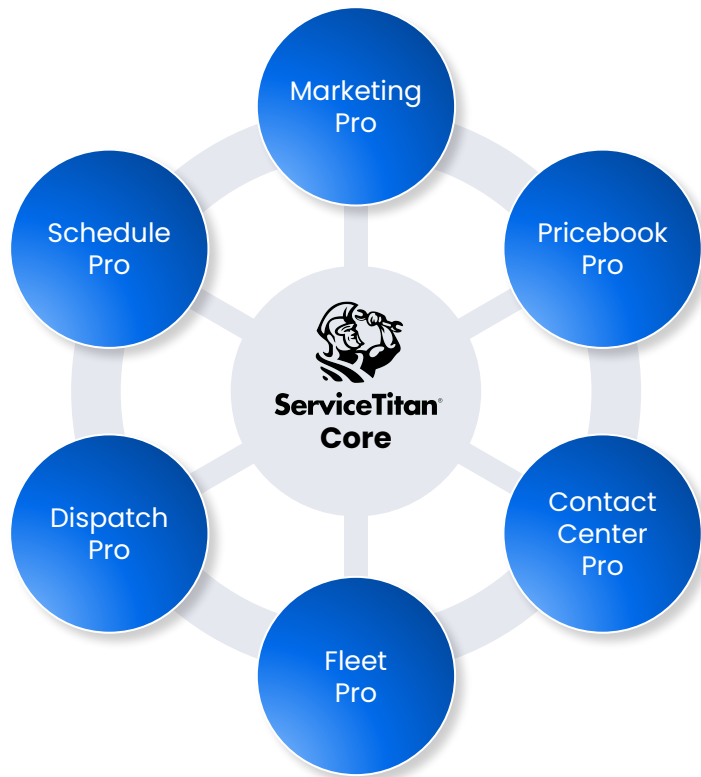 Marketing
Pro
Schedule
Pro
Pricebook
Pro
ServiceTitan®
Core
Dispatch
Pro
Contact
Center
Pro
Fleet
Pro